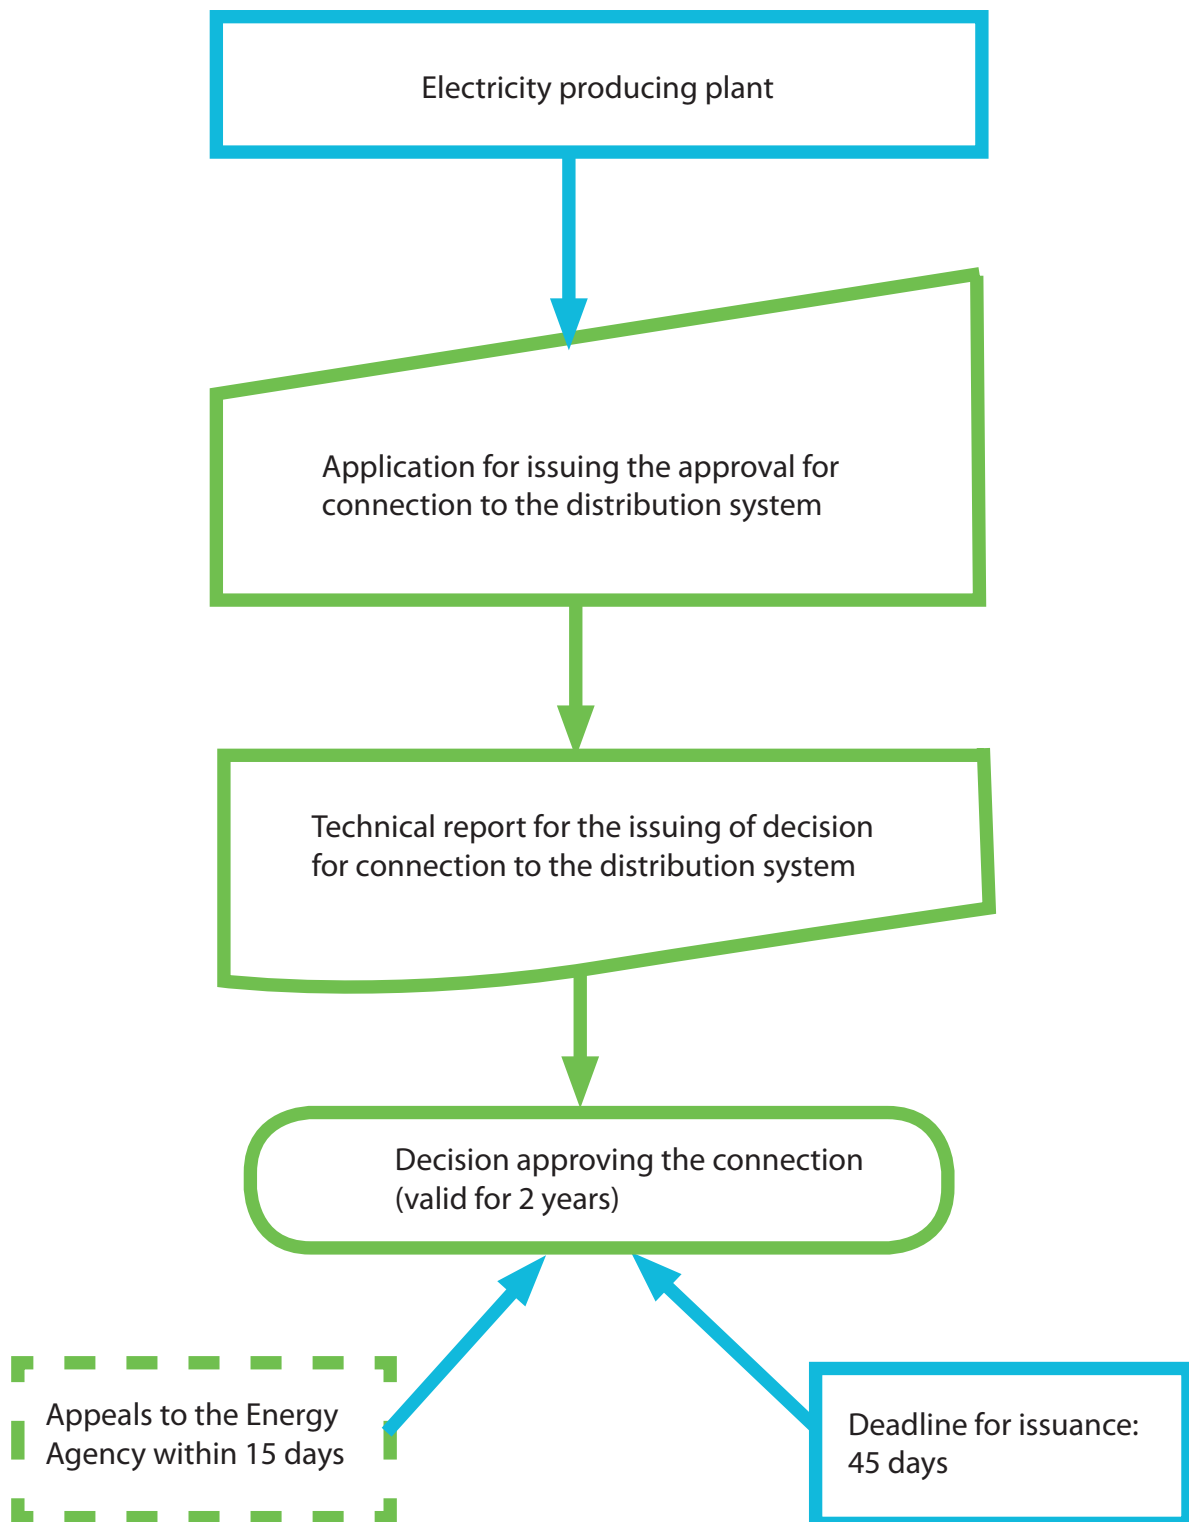 Electricity producing plant
Application for issuing the approval for
connection to the distribution system
Technical report for the issuing of decision
for connection to the distribution system
Decision approving the connection
(valid for 2 years)
Appeals to the Energy
Agency within 15 days
Deadline for issuance:
45 days